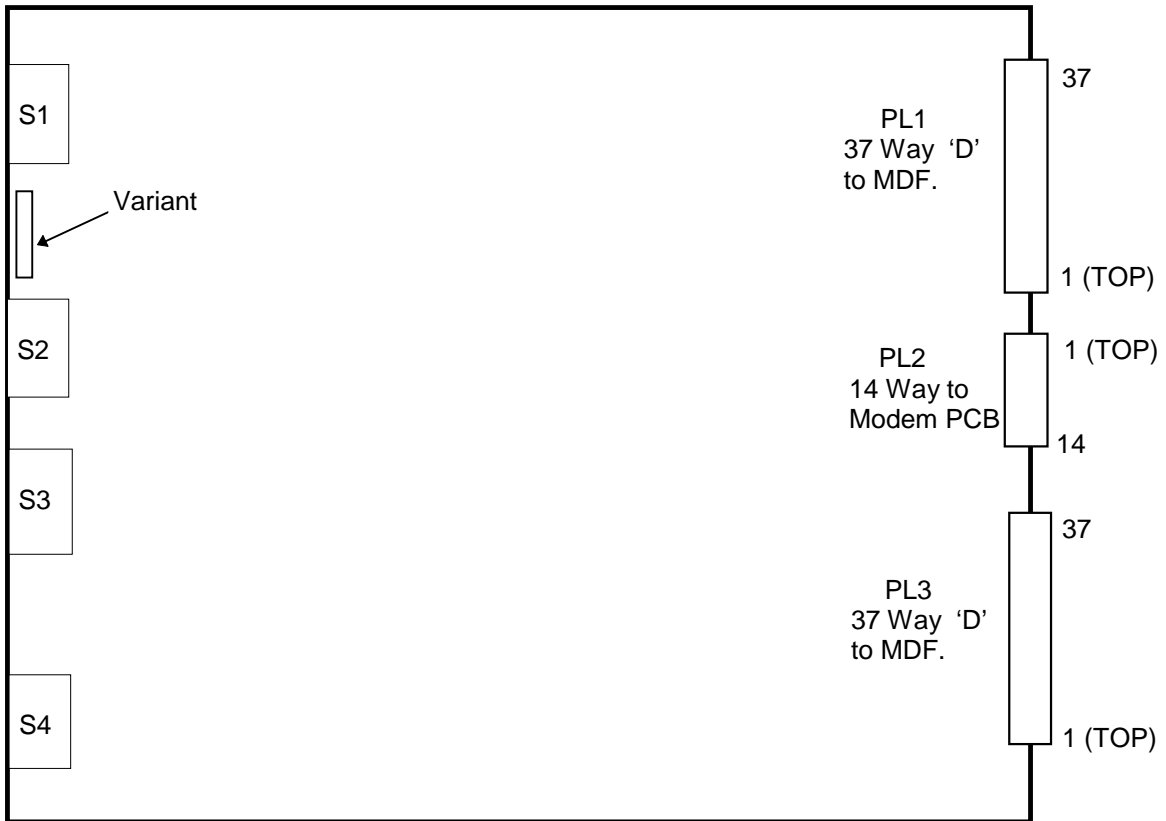 S1
Variant
S2
S3
S4
PL1
37 Way ‘D’
to MDF.
37
1 (TOP)
PL2
14 Way to
Modem PCB
1 (TOP)
14
PL3
37 Way ‘D’
to MDF.
37
1 (TOP)